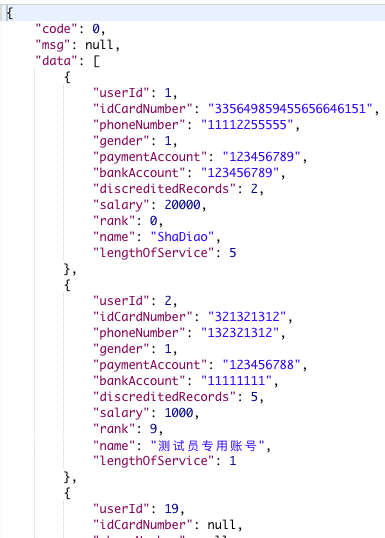 {
"code": 0,
"msg": null,
"data": [
{
"userId": 1,
"idCardNumber": "335649859455656646151",
"phoneNumber": "11112255555",
"gender": 1,
"paymentAccount": "123456789",
"bankAccount": "123456789",
"discreditedRecords": 2,
"salary": 20000,
"rank": 0,
"name": "ShaDiao",
"lengthOfService": 5
},
{
"userId": 2,
"idCardNumber": "321321312",
"phoneNumber": "132321312",
"gender": 1,
"paymentAccount": "123456788",
"bankAccount": "11111111",
"discreditedRecords": 5,
"salary": 1000,
"rank": 9,
"name": "测试员专用账号",
"lengthOfService": 1
},
{
"userId": 19,
"idCardNumber": null,